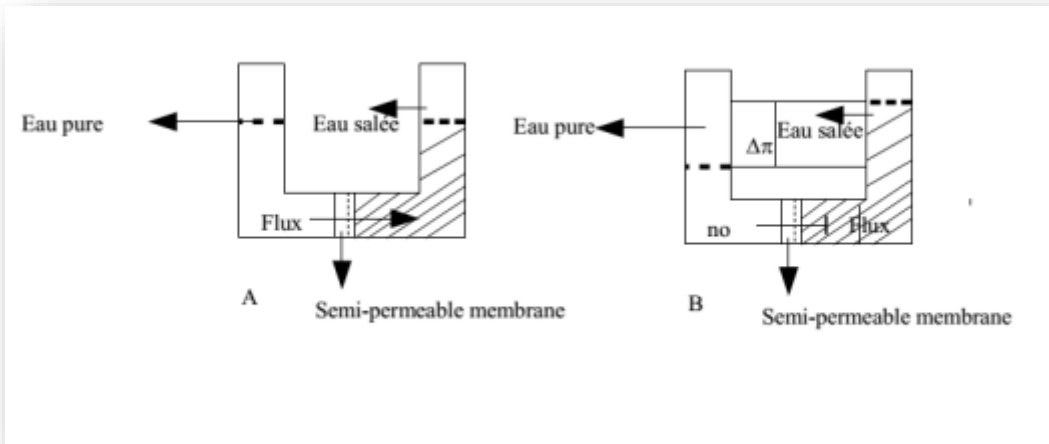 Eau pure
Eau salée
Flux
A
Semi-permeable membrane
Eau pure
Eau salée
Δπ
no Flux
B
Semi-permeable membrane